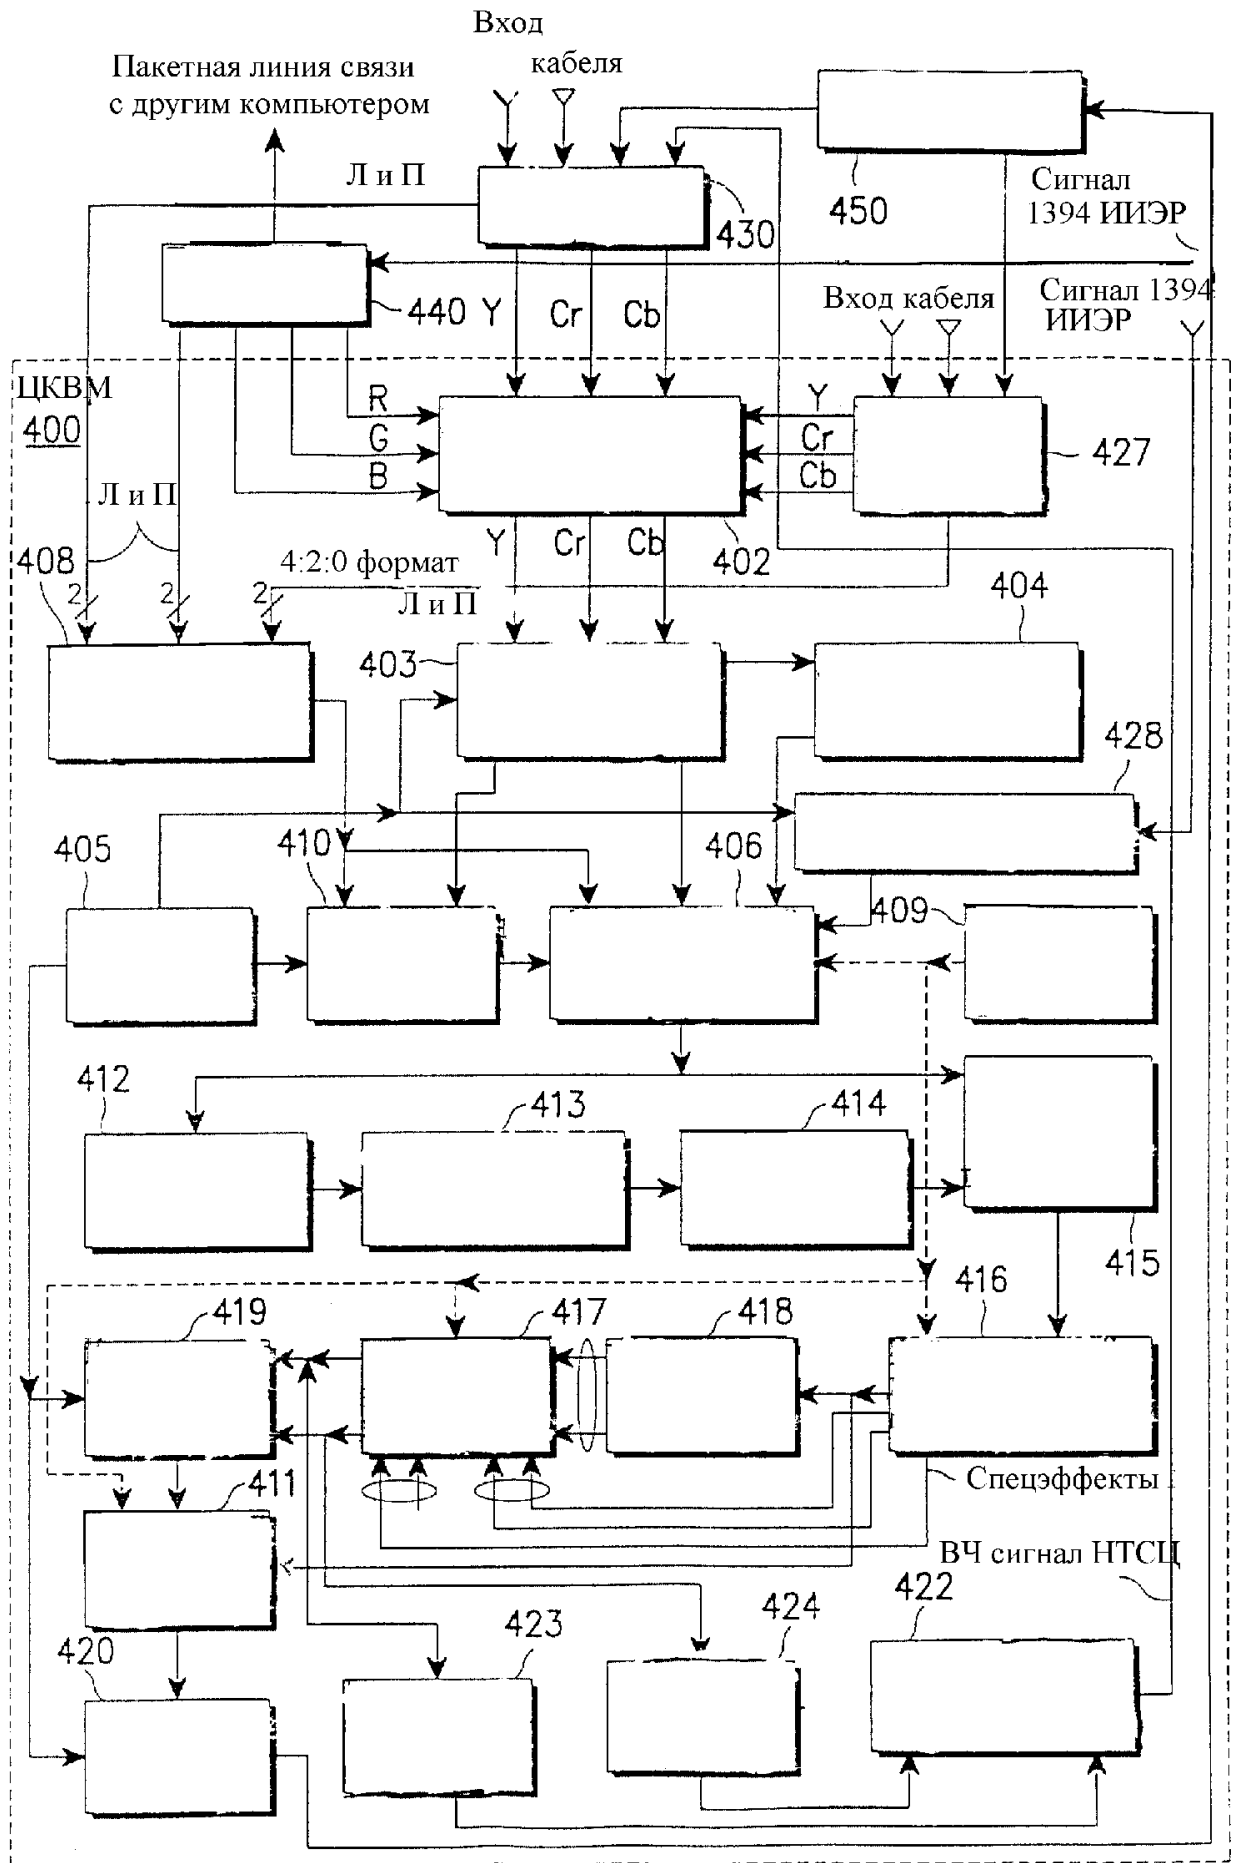 Вход
кабеля
Пакетная линия связи
с другим компьютером
Л и П
430
450
Сигнал
1394 ИИЭР
440
Y
Cr
Cb
Вход кабеля
Сигнал 1394
ИИЭР
ЦКВМ
400
R
G
B
Y
Cr
Cb
427
Л и П
Y
Cr
Cb
402
408
4:2:0 формат
Л и П
2
2
2
403
404
428
405
410
406
409
412
413
414
415
416
419
417
418
Спецэффекты
411
ВЧ сигнал НТСЦ
422
420
423
424